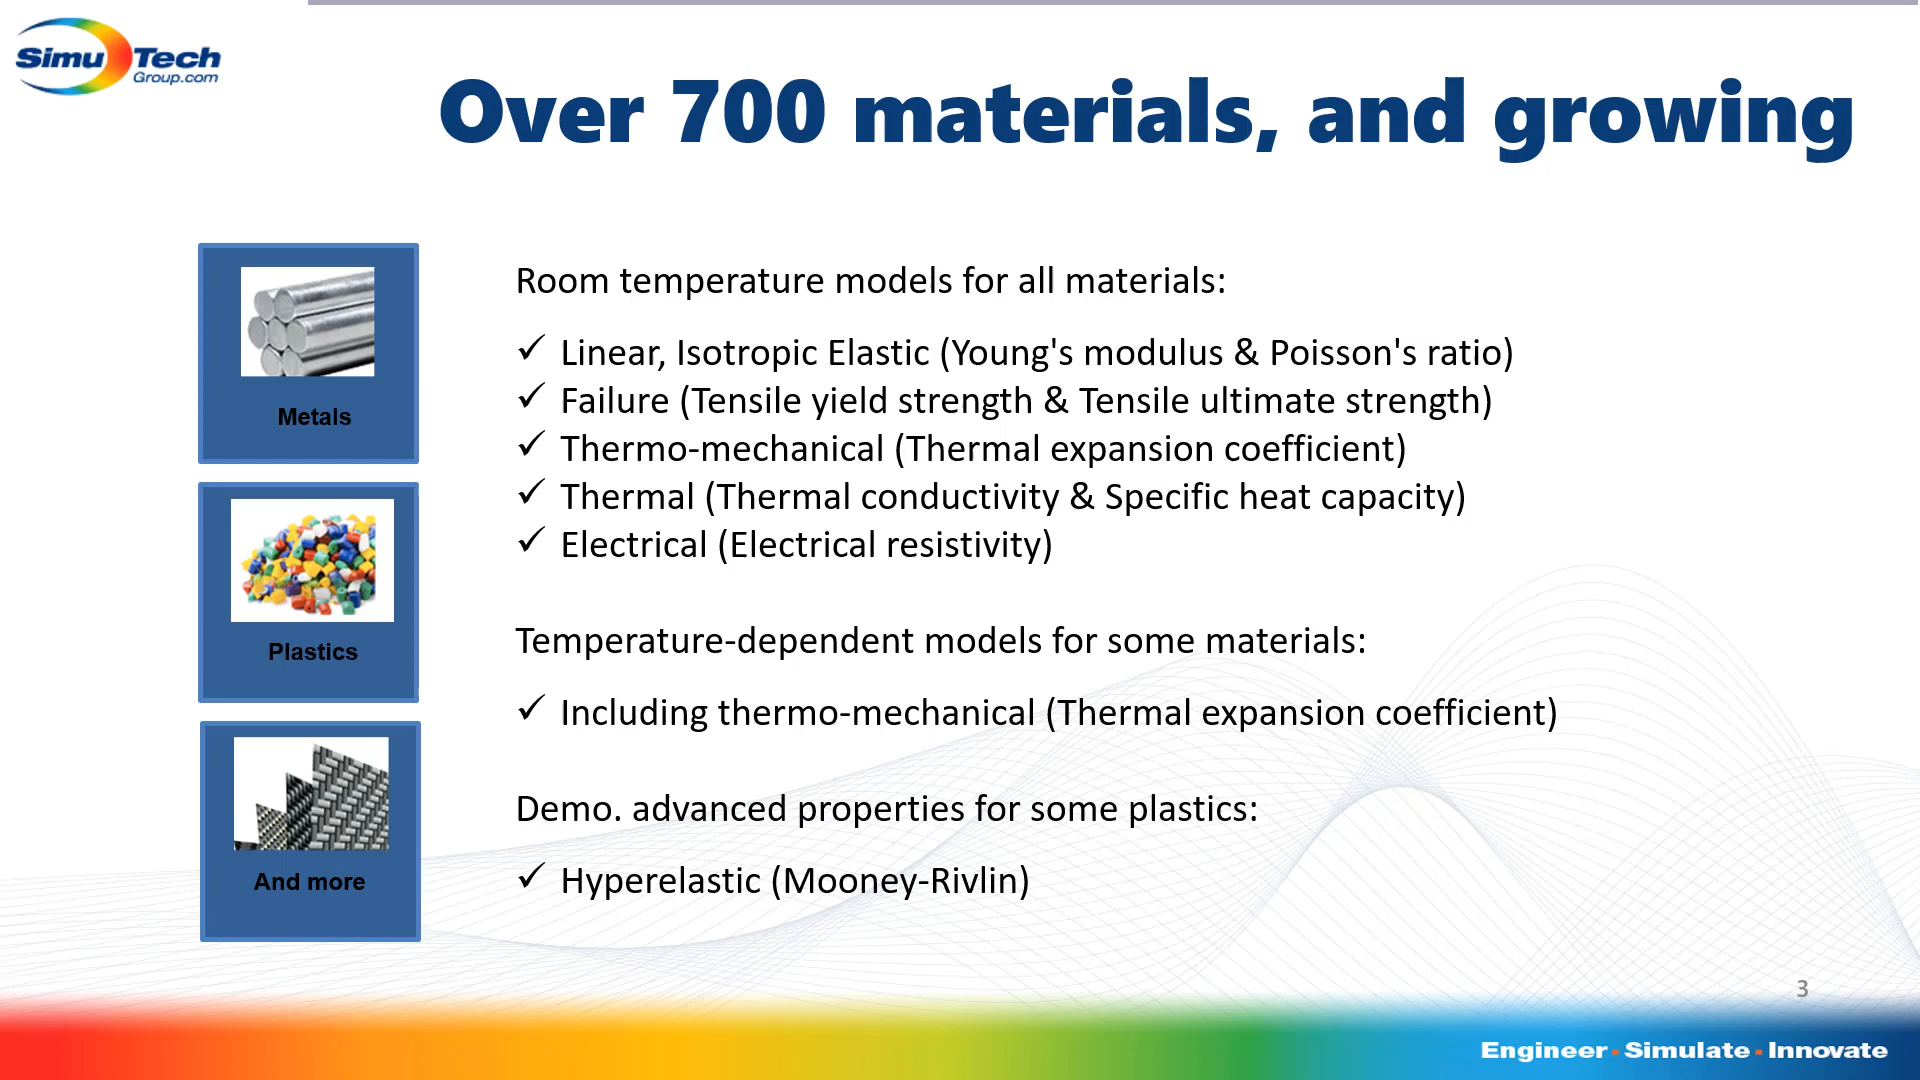 Simu Tech
Group.com
Over 700 materials, and growing
Metals
Plastics
And more
Room temperature models for all materials:
✓ Linear, Isotropic Elastic (Young's modulus & Poisson's ratio)
✓ Failure (Tensile yield strength & Tensile ultimate strength)
✓ Thermo-mechanical (Thermal expansion coefficient)
✓ Thermal (Thermal conductivity & Specific heat capacity)
✓ Electrical (Electrical resistivity)
Temperature-dependent models for some materials:
✓ Including thermo-mechanical (Thermal expansion coefficient)
Demo. advanced properties for some plastics:
✓ Hyperelastic (Mooney-Rivlin)
3
Engineer · Simulate · Innovate